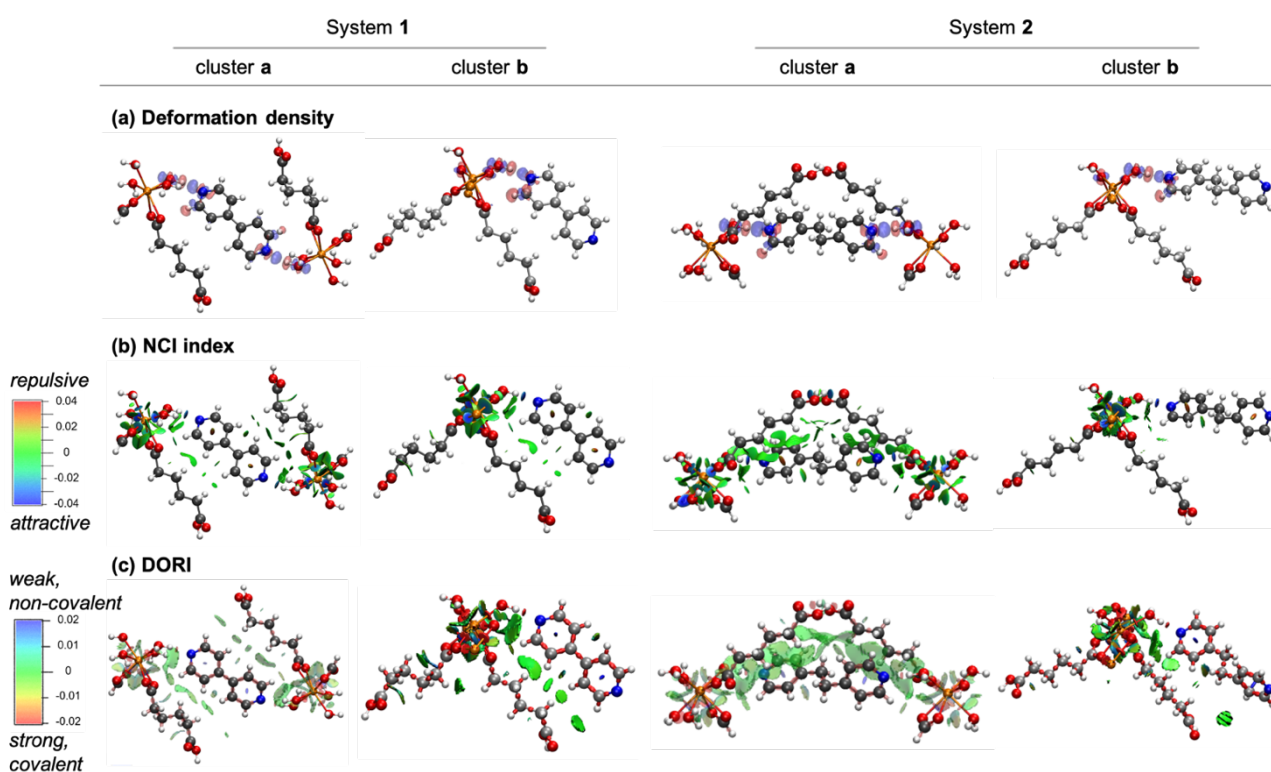 System 1
System 2
cluster a
cluster b
cluster a
cluster b
(a) Deformation density
(b) NCI index
repulsive
0.04
0.02
0
-0.02
-0.04
attractive
(c) DORI
weak,
non-covalent
0.02
0.01
0
-0.01
-0.02
strong,
covalent